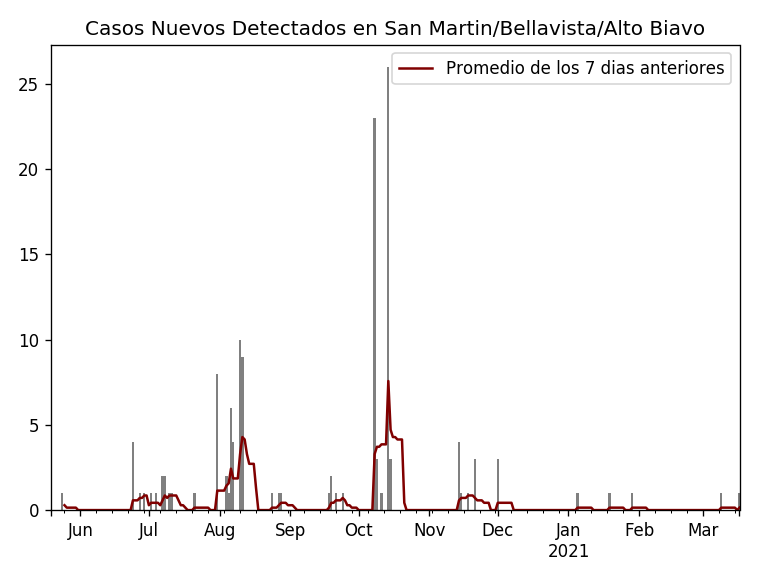 Casos Nuevos Detectados en San Martin/Bellavista/Alto Biavo
Promedio de los 7 dias anteriores
25
20
15
10
5
0
Jun Jul Aug Sep Oct Nov Dec Jan Feb Mar
2021